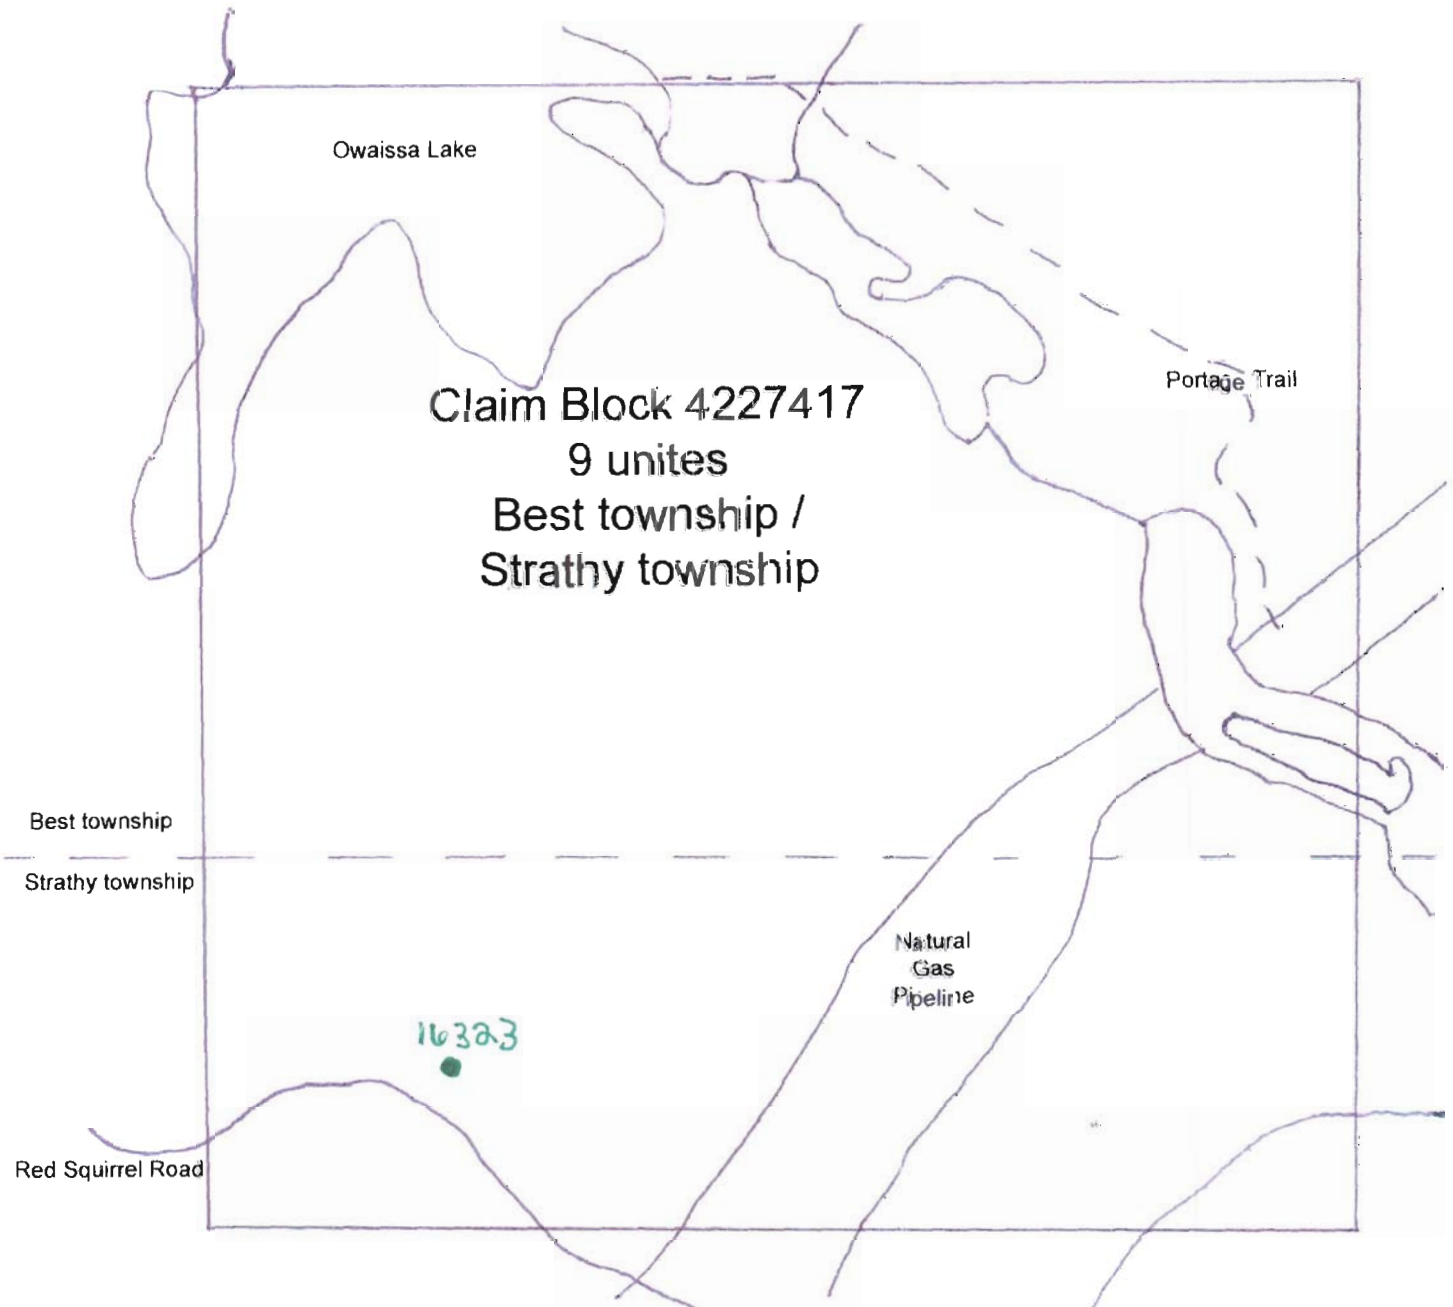 Owaissa Lake
Portage Trail
Claim Block 4227417
9 unites
Best township /
Strathy township
Best township
Strathy township
Natural
Gas
Pipeline
16323
Red Squirrel Road